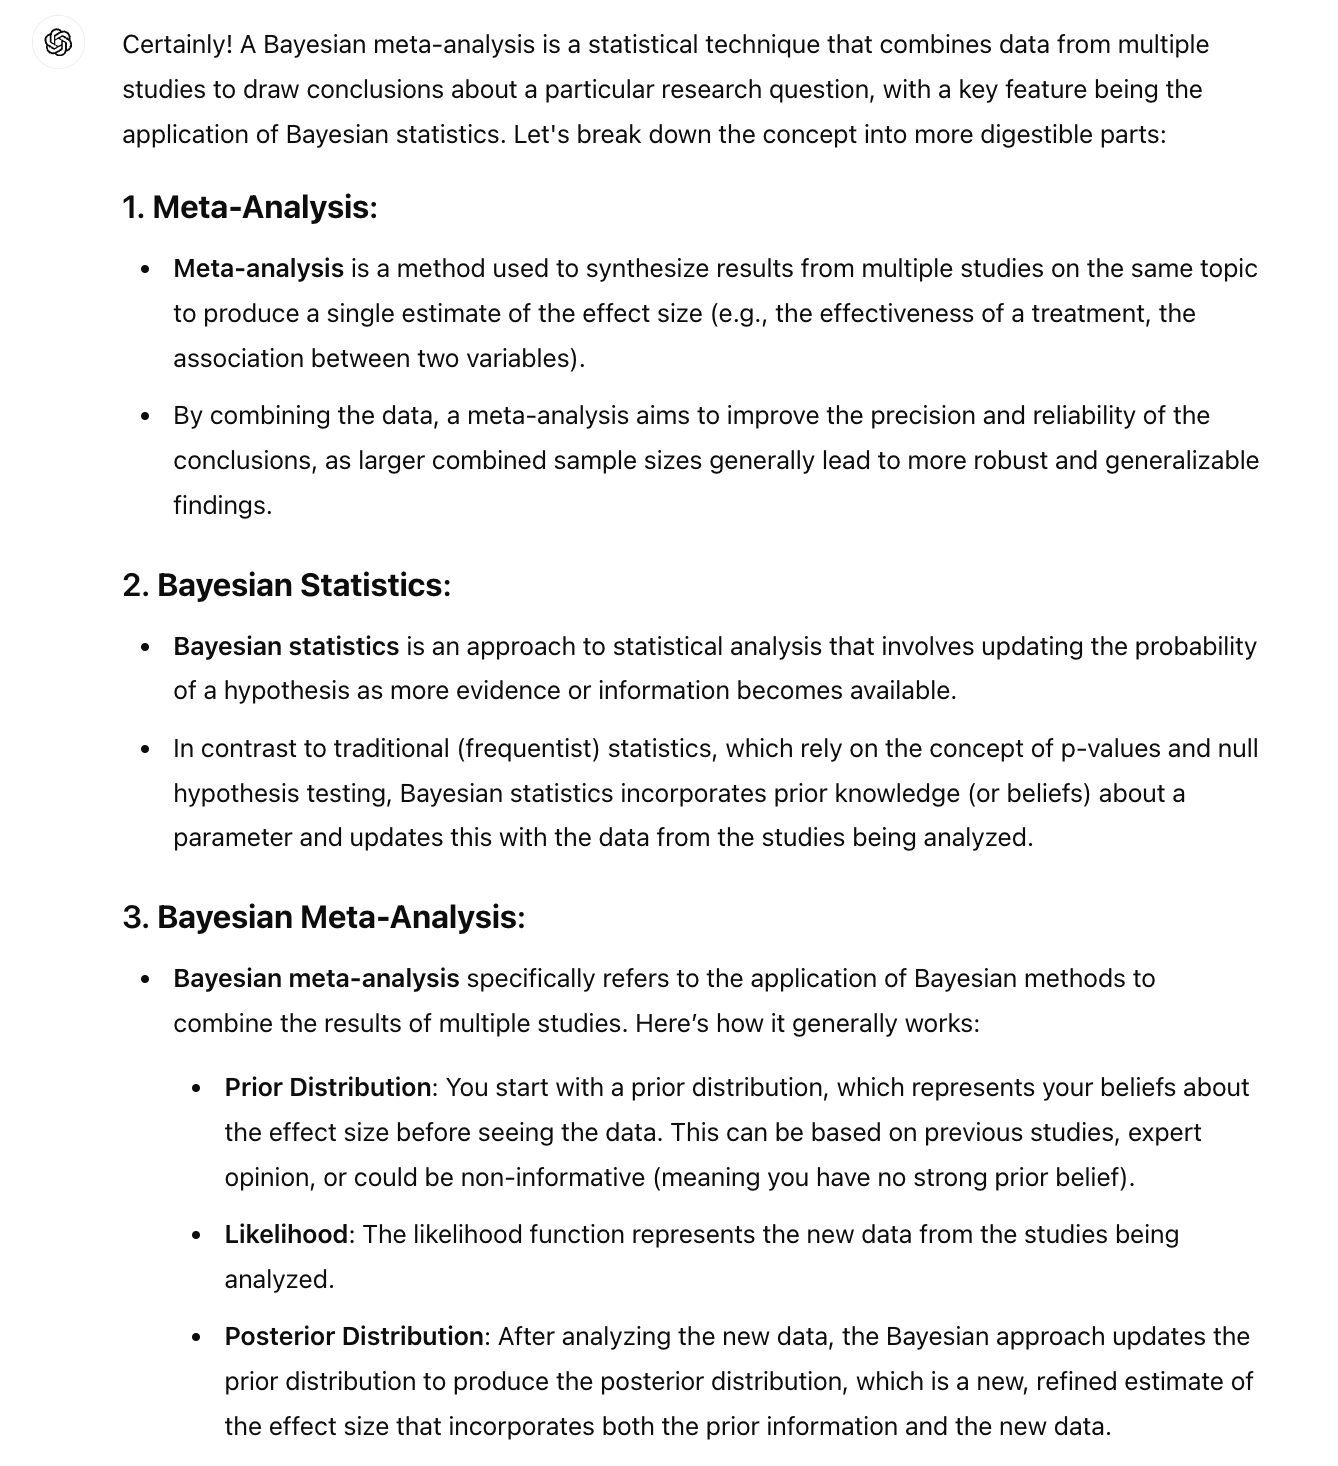 Certainly! A Bayesian meta-analysis is a statistical technique that combines data from multiple
studies to draw conclusions about a particular research question, with a key feature being the
application of Bayesian statistics. Let's break down the concept into more digestible parts:
1. Meta-Analysis:
• Meta-analysis is a method used to synthesize results from multiple studies on the same topic
to produce a single estimate of the effect size (e.g., the effectiveness of a treatment, the
association between two variables).
• By combining the data, a meta-analysis aims to improve the precision and reliability of the
conclusions, as larger combined sample sizes generally lead to more robust and generalizable
findings.
2. Bayesian Statistics:
• Bayesian statistics is an approach to statistical analysis that involves updating the probability
of a hypothesis as more evidence or information becomes available.
• In contrast to traditional (frequentist) statistics, which rely on the concept of p-values and null
hypothesis testing, Bayesian statistics incorporates prior knowledge (or beliefs) about a
parameter and updates this with the data from the studies being analyzed.
3. Bayesian Meta-Analysis:
• Bayesian meta-analysis specifically refers to the application of Bayesian methods to
combine the results of multiple studies. Here’s how it generally works:
• Prior Distribution: You start with a prior distribution, which represents your beliefs about
the effect size before seeing the data. This can be based on previous studies, expert
opinion, or could be non-informative (meaning you have no strong prior belief).
• Likelihood: The likelihood function represents the new data from the studies being
analyzed.
• Posterior Distribution: After analyzing the new data, the Bayesian approach updates the
prior distribution to produce the posterior distribution, which is a new, refined estimate of
the effect size that incorporates both the prior information and the new data.